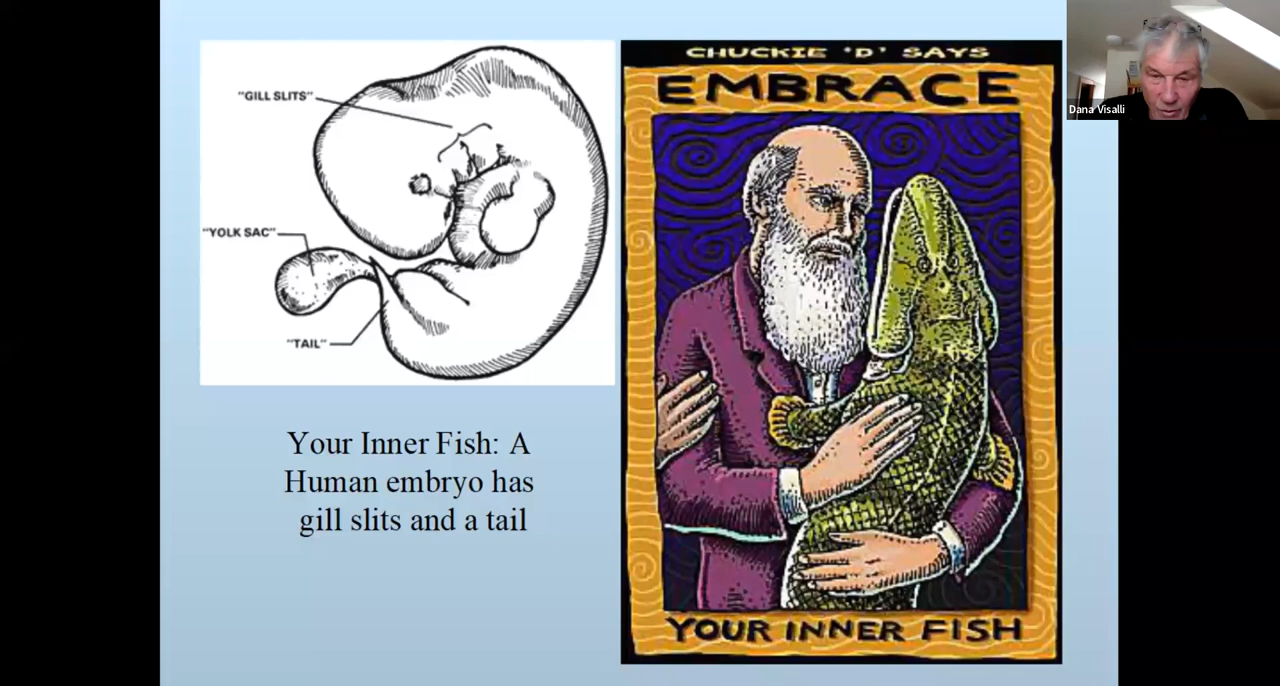 "GILL SLITS"
"YOLK SAC"
"TAIL"
Your Inner Fish: A
Human embryo has
gill slits and a tail
CHUCKIE 'D' SAYS
EMBRACE
YOUR INNER FISH
Dana Visalli